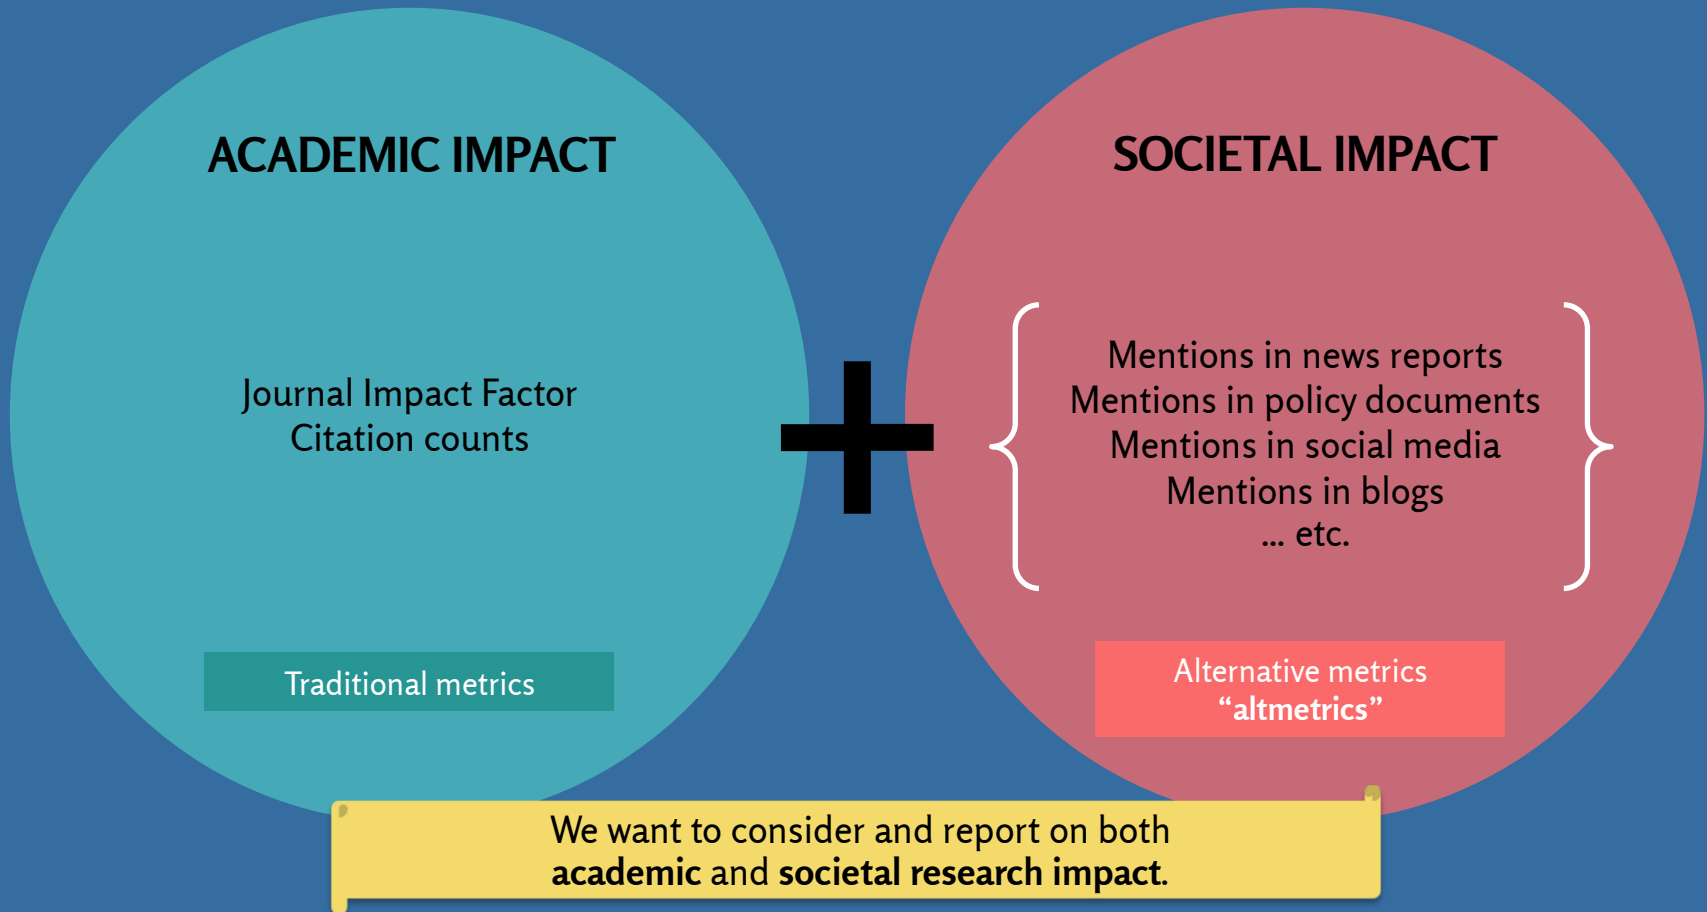 ACADEMIC IMPACT
Journal Impact Factor
Citation counts
Traditional metrics
SOCIETAL IMPACT
Mentions in news reports
Mentions in policy documents
Mentions in social media
Mentions in blogs
... etc.
Alternative metrics
“altmetrics”
We want to consider and report on both
academic and societal research impact.